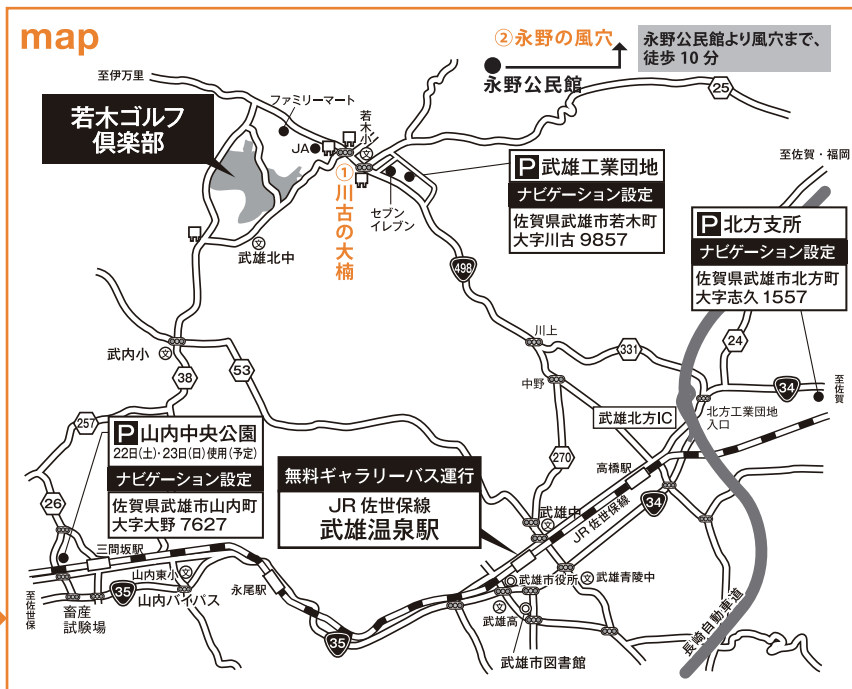 map
②永野の風穴
永野公民館
永野公民館より風穴まで、
徒歩 10 分
至伊万里
ファミリーマート
若木小
文
25
若木ゴルフ
倶楽部
JA
①川古の大楠
セブン
イレブン
P 武雄工業団地
ナビゲーション設定
佐賀県武雄市若木町
大字川古 9857
至佐賀・福岡
P 北方支所
ナビゲーション設定
佐賀県武雄市北方町
大字志久 1557
文
武雄北中
498
川上
331
24
武内小 文
中野
34
至佐賀
38
53
武雄北方IC
北方工業団地
入口
257
P 山内中央公園
22日(土)・23日(日)使用(予定)
ナビゲーション設定
佐賀県武雄市山内町
大字大野 7627
無料ギャラリーバス運行
JR 佐世保線
武雄温泉駅
270
高橋駅
26
武雄中
文
JR 佐世保線
34
三間坂駅
山内東小 文
永尾駅
武雄市役所
文 武雄青陵中
至佐世保
畜産
試験場
35
山内バイパス
文
武雄高
35
武雄市図書館
長崎自動車道